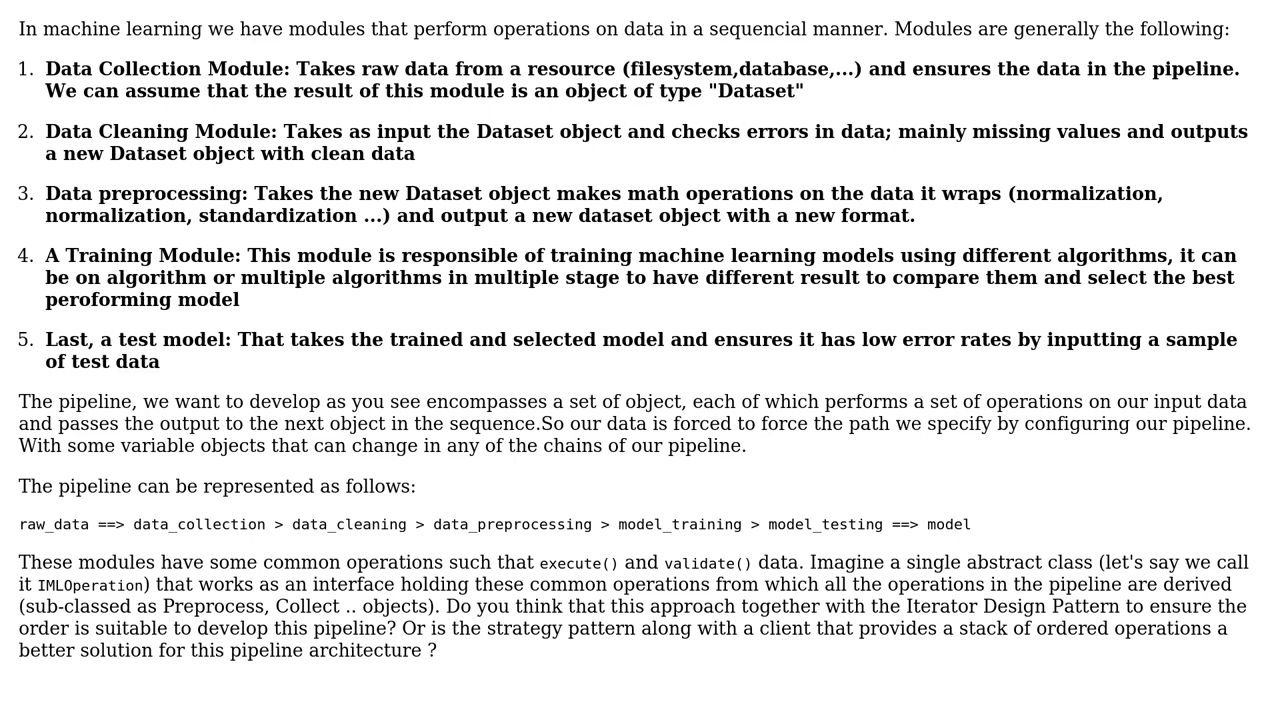 In machine learning we have modules that perform operations on data in a sequencial manner. Modules are generally the following:
1. Data Collection Module: Takes raw data from a resource (filesystem,database,...) and ensures the data in the pipeline.
We can assume that the result of this module is an object of type "Dataset"
2. Data Cleaning Module: Takes as input the Dataset object and checks errors in data; mainly missing values and outputs
a new Dataset object with clean data
3. Data preprocessing: Takes the new Dataset object makes math operations on the data it wraps (normalization,
normalization, standardization ...) and output a new dataset object with a new format.
4. A Training Module: This module is responsible of training machine learning models using different algorithms, it can
be on algorithm or multiple algorithms in multiple stage to have different result to compare them and select the best
peroforming model
5. Last, a test model: That takes the trained and selected model and ensures it has low error rates by inputting a sample
of test data
The pipeline, we want to develop as you see encompasses a set of object, each of which performs a set of operations on our input data
and passes the output to the next object in the sequence.So our data is forced to force the path we specify by configuring our pipeline.
With some variable objects that can change in any of the chains of our pipeline.
The pipeline can be represented as follows:
raw_data ==> data_collection > data_cleaning > data_preprocessing > model_training > model_testing ==> model
These modules have some common operations such that execute() and validate() data. Imagine a single abstract class (let's say we call
it IMLOperation) that works as an interface holding these common operations from which all the operations in the pipeline are derived
(sub-classed as Preprocess, Collect .. objects). Do you think that this approach together with the Iterator Design Pattern to ensure the
order is suitable to develop this pipeline? Or is the strategy pattern along with a client that provides a stack of ordered operations a
better solution for this pipeline architecture ?